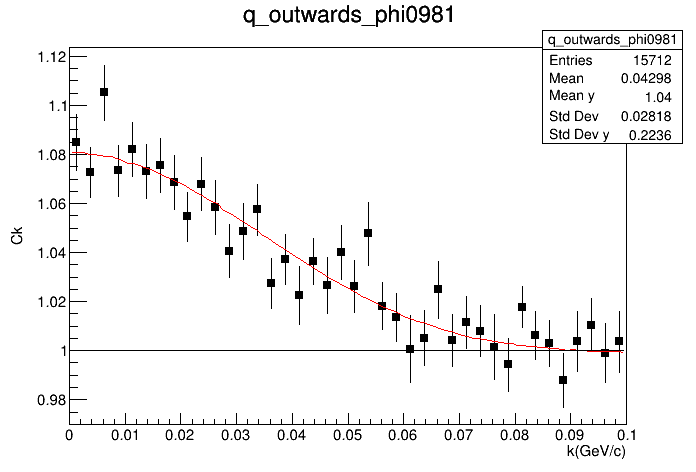 q_outwards_phi0981
q_outwards_phi0981
Entries 15712
Mean 0.04298
Mean y 1.04
Std Dev 0.02818
Std Dev y 0.2236
Ck
1.12
1.1
1.08
1.06
1.04
1.02
1
0.98
0 0.01 0.02 0.03 0.04 0.05 0.06 0.07 0.08 0.09 0.1
k(GeV/c)